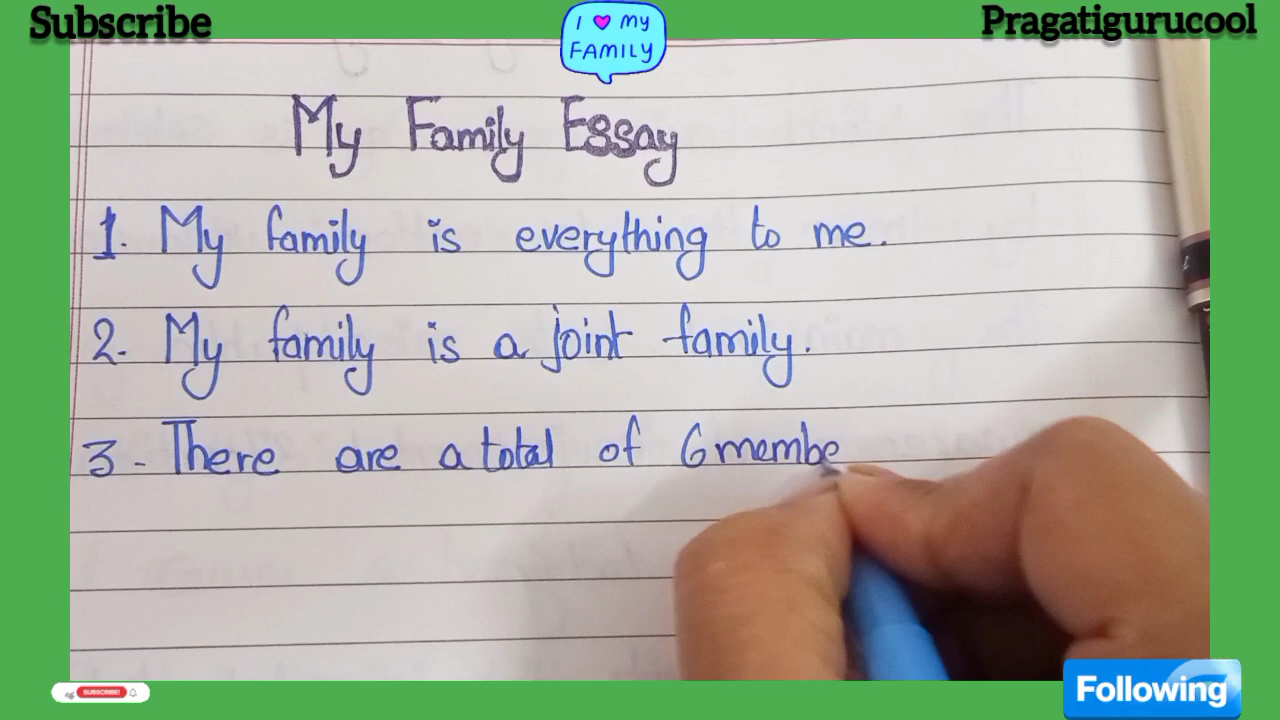 Subscribe
I ♥ My
FAMILY
Pragatigurucool
My Family Essay
1. My family is everything to me.
2. My family is a joint family.
3 - There are a total of 6 membe
SUBSCRIBE!
Following